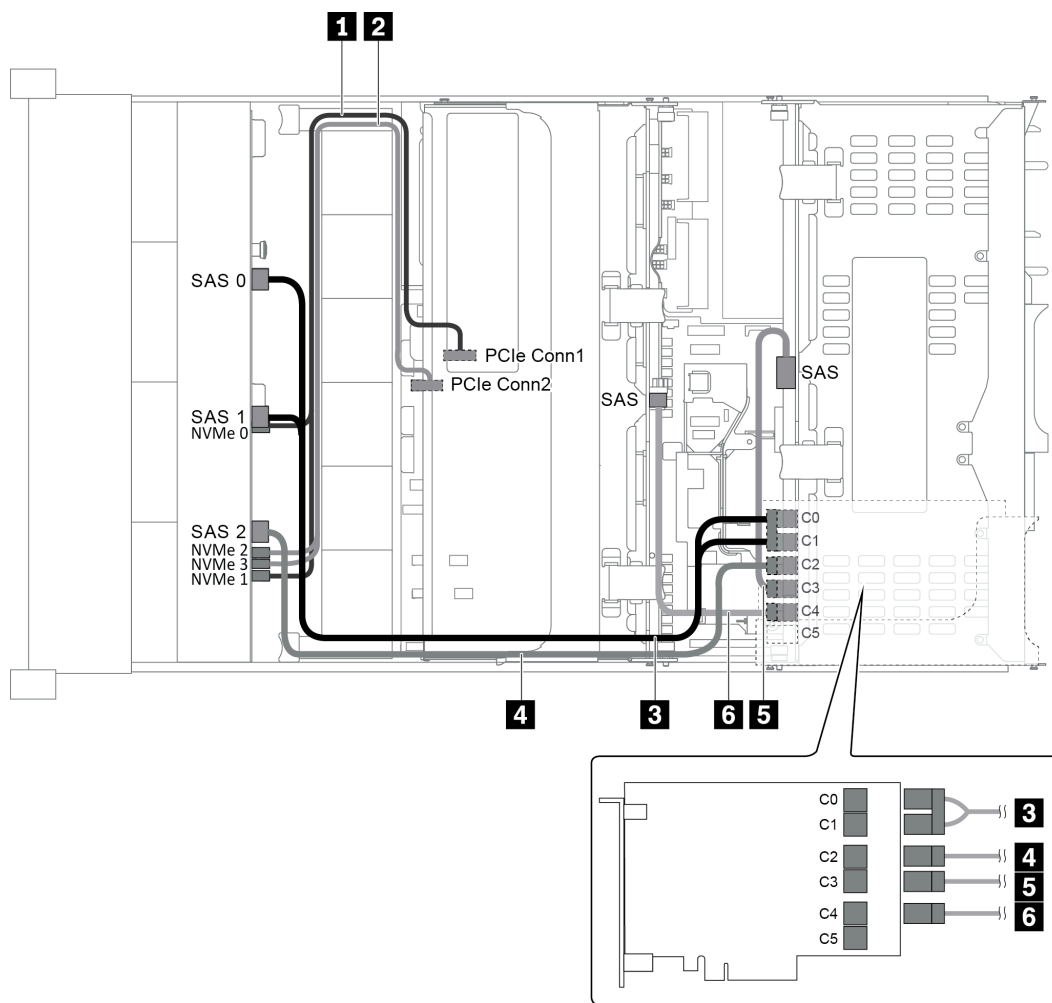 1 2
SAS 0
PCIe Conn1
PCIe Conn2
SAS
SAS
SAS 1
NVMe 0
SAS 2
NVMe 2
NVMe 3
NVMe 1
C0
C1
C2
C3
C4
C5
4 3 6 5
C0
C1
C2
C3
C4
C5
3
4
5
6